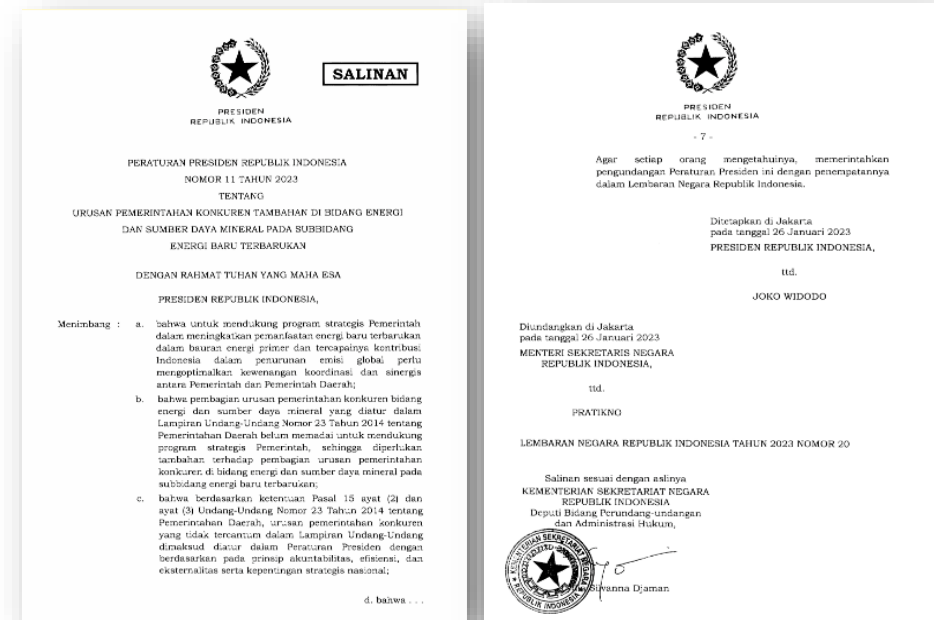 SALINAN
PRESIDEN
REPUBLIK INDONESIA
PERATURAN PRESIDEN REPUBLIK INDONESIA
NOMOR 11 TAHUN 2023
TENTANG
URUSAN PEMERINTAHAN KONKUREN TAMBAHAN DI BIDANG ENERGI
DAN SUMBER DAYA MINERAL PADA SUBBIDANG
ENERGI BARU TERBARUKAN
DENGAN RAHMAT TUHAN YANG MAHA ESA
PRESIDEN REPUBLIK INDONESIA,
Menimbang : a. bahwa untuk mendukung program strategis Pemerintah
dalam meningkatkan pemanfaatan energi baru terbarukan
dalam bauran energi primer dan tercapainya kontribusi
Indonesia dalam penurunan emisi global perlu
mengoptimalkan kewenangan koordinasi dan sinergis
antara Pemerintah dan Pemerintah Daerah;
b. bahwa pembagian urusan pemerintahan konkuren bidang
energi dan sumber daya mineral yang diatur dalam
Lampiran Undang-Undang Nomor 23 Tahun 2014 tentang
Pemerintahan Daerah belum memadai untuk mendukung
program strategis Pemerintah, sehingga diperlukan
tambahan terhadap pembagian urusan pemerintahan
konkuren di bidang energi dan sumber daya mineral pada
subbidang energi baru terbarukan;
c. bahwa berdasarkan ketentuan Pasal 15 ayat (2) dan
ayat (3) Undang-Undang Nomor 23 Tahun 2014 tentang
Pemerintahan Daerah, urusan pemerintahan konkuren
yang tidak tercantum dalam Lampiran Undang-Undang
dimaksud diatur dalam Peraturan Presiden dengan
berdasarkan pada prinsip akuntabilitas, efisiensi, dan
eksternalitas serta kepentingan strategis nasional;
d. bahwa . . .
PRESIDEN
REPUBLIK INDONESIA
- 7 -
Agar setiap orang mengetahuinya, memerintahkan
pengundangan Peraturan Presiden ini dengan penempatannya
dalam Lembaran Negara Republik Indonesia.
Ditetapkan di Jakarta
pada tanggal 26 Januari 2023
PRESIDEN REPUBLIK INDONESIA,
ttd.
JOKO WIDODO
Diundangkan di Jakarta
pada tanggal 26 Januari 2023
MENTERI SEKRETARIS NEGARA
REPUBLIK INDONESIA,
ttd.
PRATIKNO
LEMBARAN NEGARA REPUBLIK INDONESIA TAHUN 2023 NOMOR 20
Salinan sesuai dengan aslinya
KEMENTERIAN SEKRETARIAT NEGARA
REPUBLIK INDONESIA
Deputi Bidang Perundang-undangan
dan Administrasi Hukum,
KEMENTERIAN SEKRETARIAT NEGARA
REPUBLIK INDONESIA
Djaman